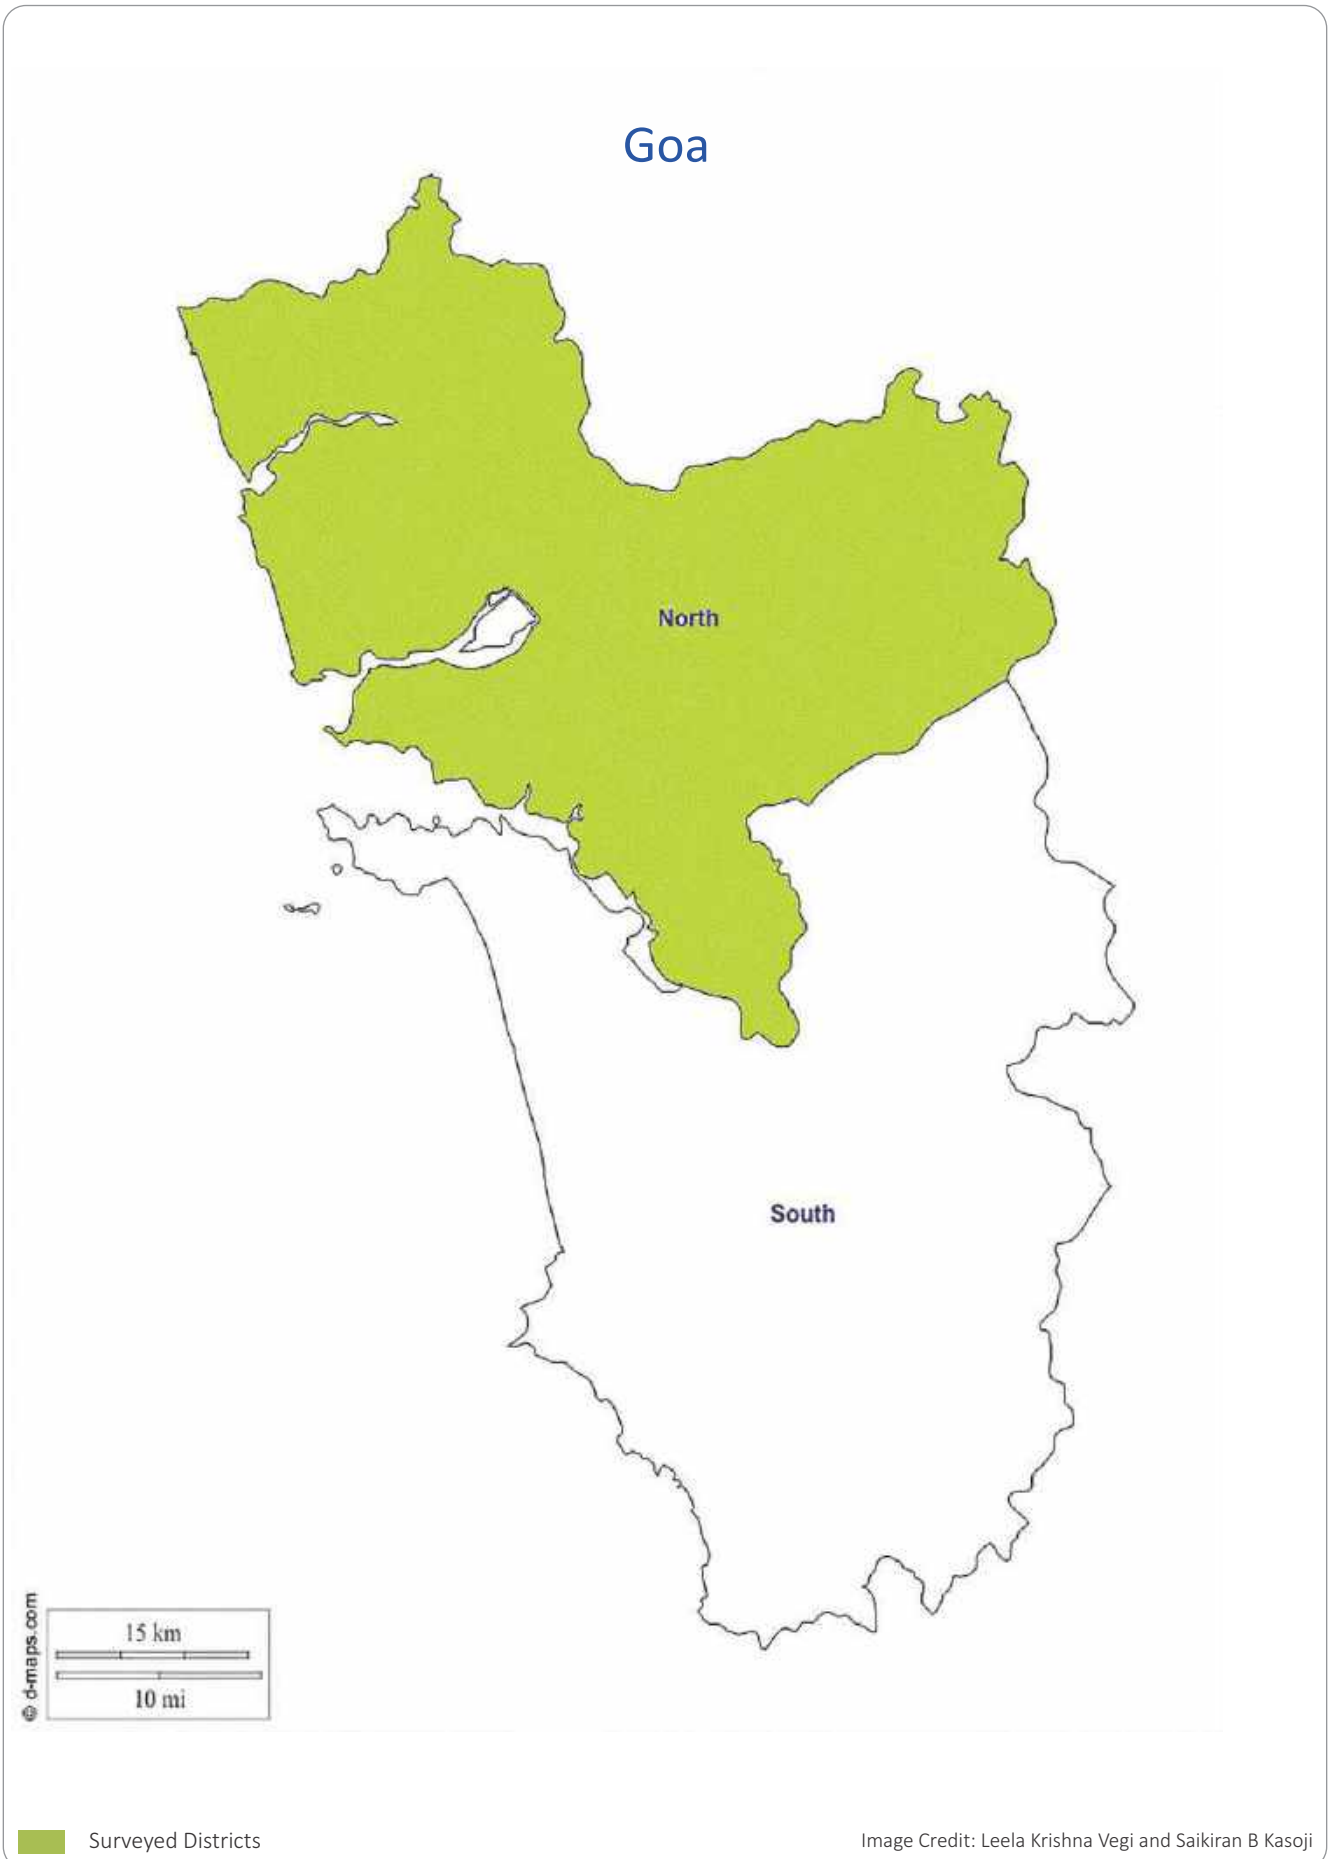 Goa
North
South
© d-maps.com
15 km
10 mi
Surveyed Districts
Image Credit: Leela Krishna Vegi and Saikiran B Kasoji